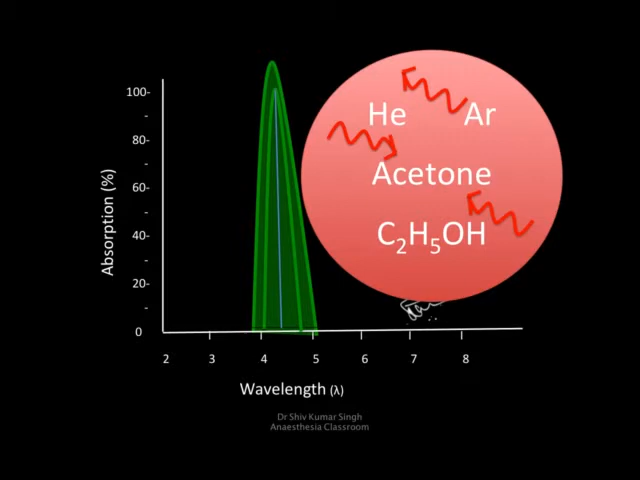 100-
-
80-
-
60-
-
40-
-
20-
-
0
Absorption (%)
He Ar
Acetone
C₂H₅OH
2 3 4 5 6 7 8
Wavelength (λ)
Dr Shiv Kumar Singh
Anaesthesia Classroom